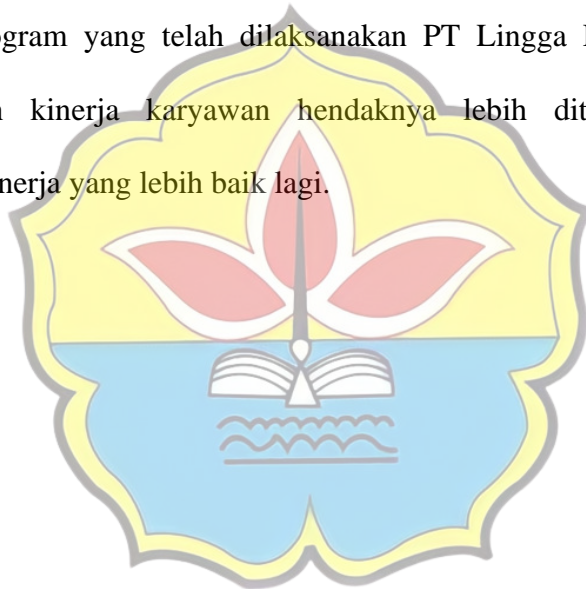 ogram yang telah dilaksanakan PT Lingga
kinerja karyawan hendaknya lebih dit
nerja yang lebih baik lagi.